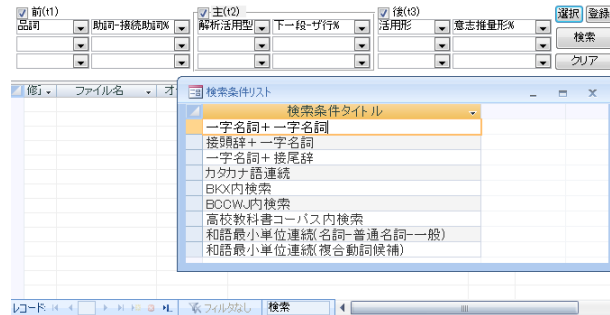 前(t1) 主(t2) 後(t3) 選択 登録
品詞 助詞-接続助詞% 解析活用型 下一段-ザ行% 活用形 意志推量形% 検索
クリア
修正 ファイル名 オ
検索条件リスト
検索条件タイトル
一字名詞+一字名詞
接頭辞+一字名詞
一字名詞+接尾辞
カタカナ語連続
BKX内検索
BCCWJ内検索
高校教科書コーパス内検索
和語最小単位連続(名詞-普通名詞-一般)
和語最小単位連続(複合動詞候補)
レコード: フィルタなし 検索